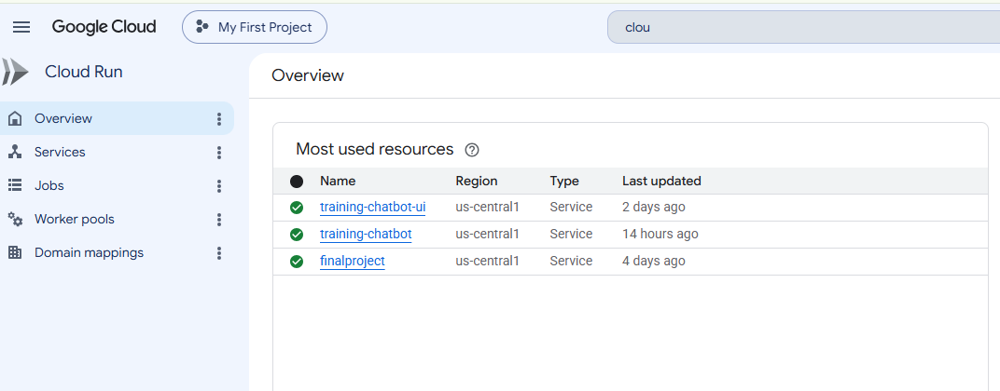 Google Cloud
My First Project
clou
Cloud Run
Overview
Services
Jobs
Worker pools
Domain mappings
Overview
Most used resources
Name Region Type Last updated
training-chatbot-ui us-central1 Service 2 days ago
training-chatbot us-central1 Service 14 hours ago
finalproject us-central1 Service 4 days ago